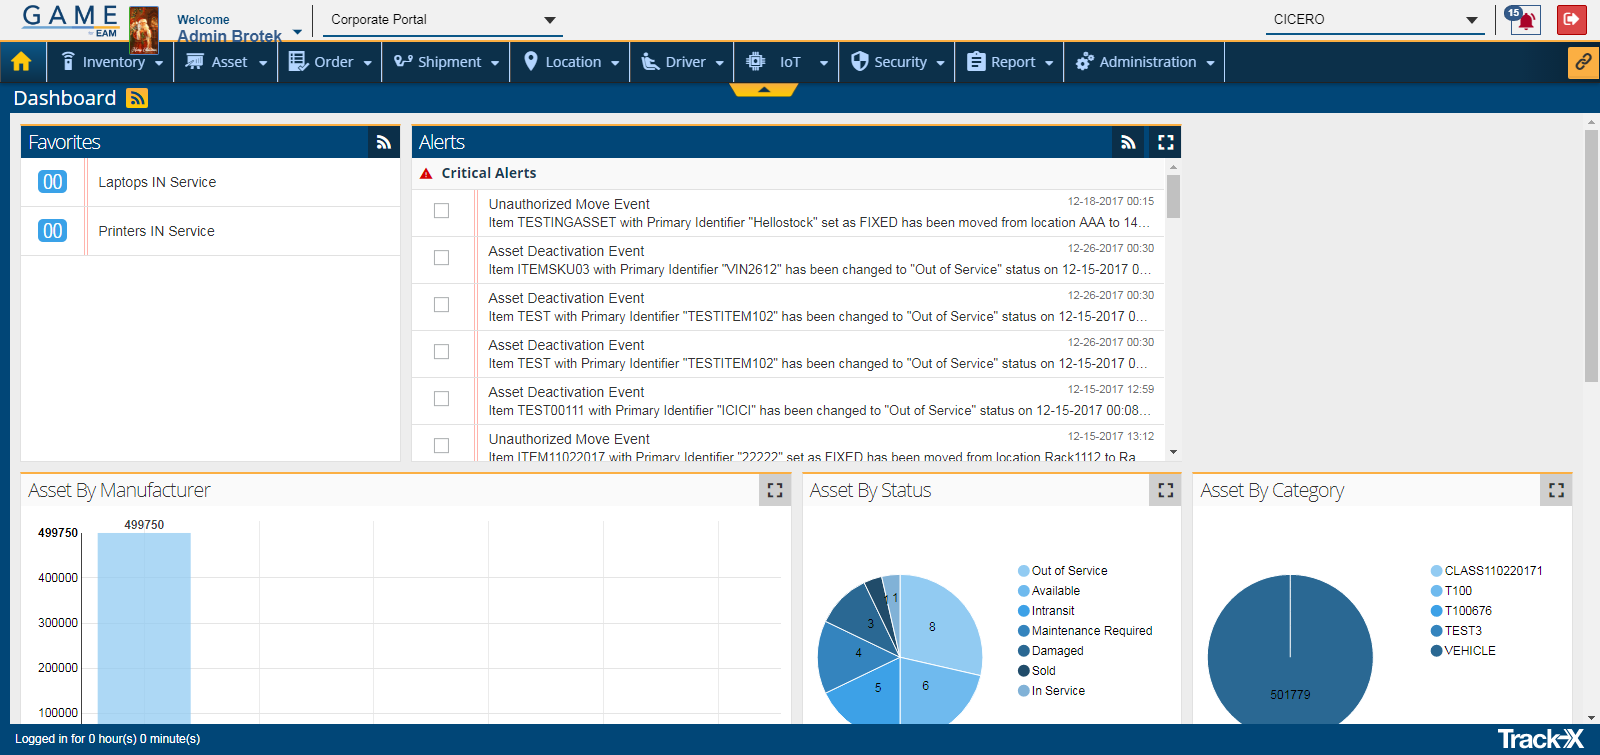 GAME
by EAM
Welcome
Admin Brotek
Corporate Portal
CICERO
15
Inventory
Asset
Order
Shipment
Location
Driver
IoT
Security
Report
Administration
Dashboard
Favorites
00 Laptops IN Service
00 Printers IN Service
Alerts
Critical Alerts
Unauthorized Move Event 12-18-2017 00:15
Item TESTINGASSET with Primary Identifier "Hellostock" set as FIXED has been moved from location AAA to 14...
Asset Deactivation Event 12-26-2017 00:30
Item ITEMSKU03 with Primary Identifier "VIN2612" has been changed to "Out of Service" status on 12-15-2017 0...
Asset Deactivation Event 12-26-2017 00:30
Item TEST with Primary Identifier "TESTITEM102" has been changed to "Out of Service" status on 12-15-2017 0...
Asset Deactivation Event 12-26-2017 00:30
Item TEST with Primary Identifier "TESTITEM102" has been changed to "Out of Service" status on 12-15-2017 0...
Asset Deactivation Event 12-15-2017 12:59
Item TEST00111 with Primary Identifier "ICICI" has been changed to "Out of Service" status on 12-15-2017 00:08...
Unauthorized Move Event 12-15-2017 13:12
Item ITEM11022017 with Primary Identifier "22222" set as FIXED has been moved from location Rack1112 to Ra...
Asset By Manufacturer
499750
499750
400000
300000
200000
100000
Asset By Status
8
6
5
4
3
1
1
Out of Service
Available
Intransit
Maintenance Required
Damaged
Sold
In Service
Asset By Category
501779
CLASS110220171
T100
T100676
TEST3
VEHICLE
Logged in for 0 hour(s) 0 minute(s)
Track-X